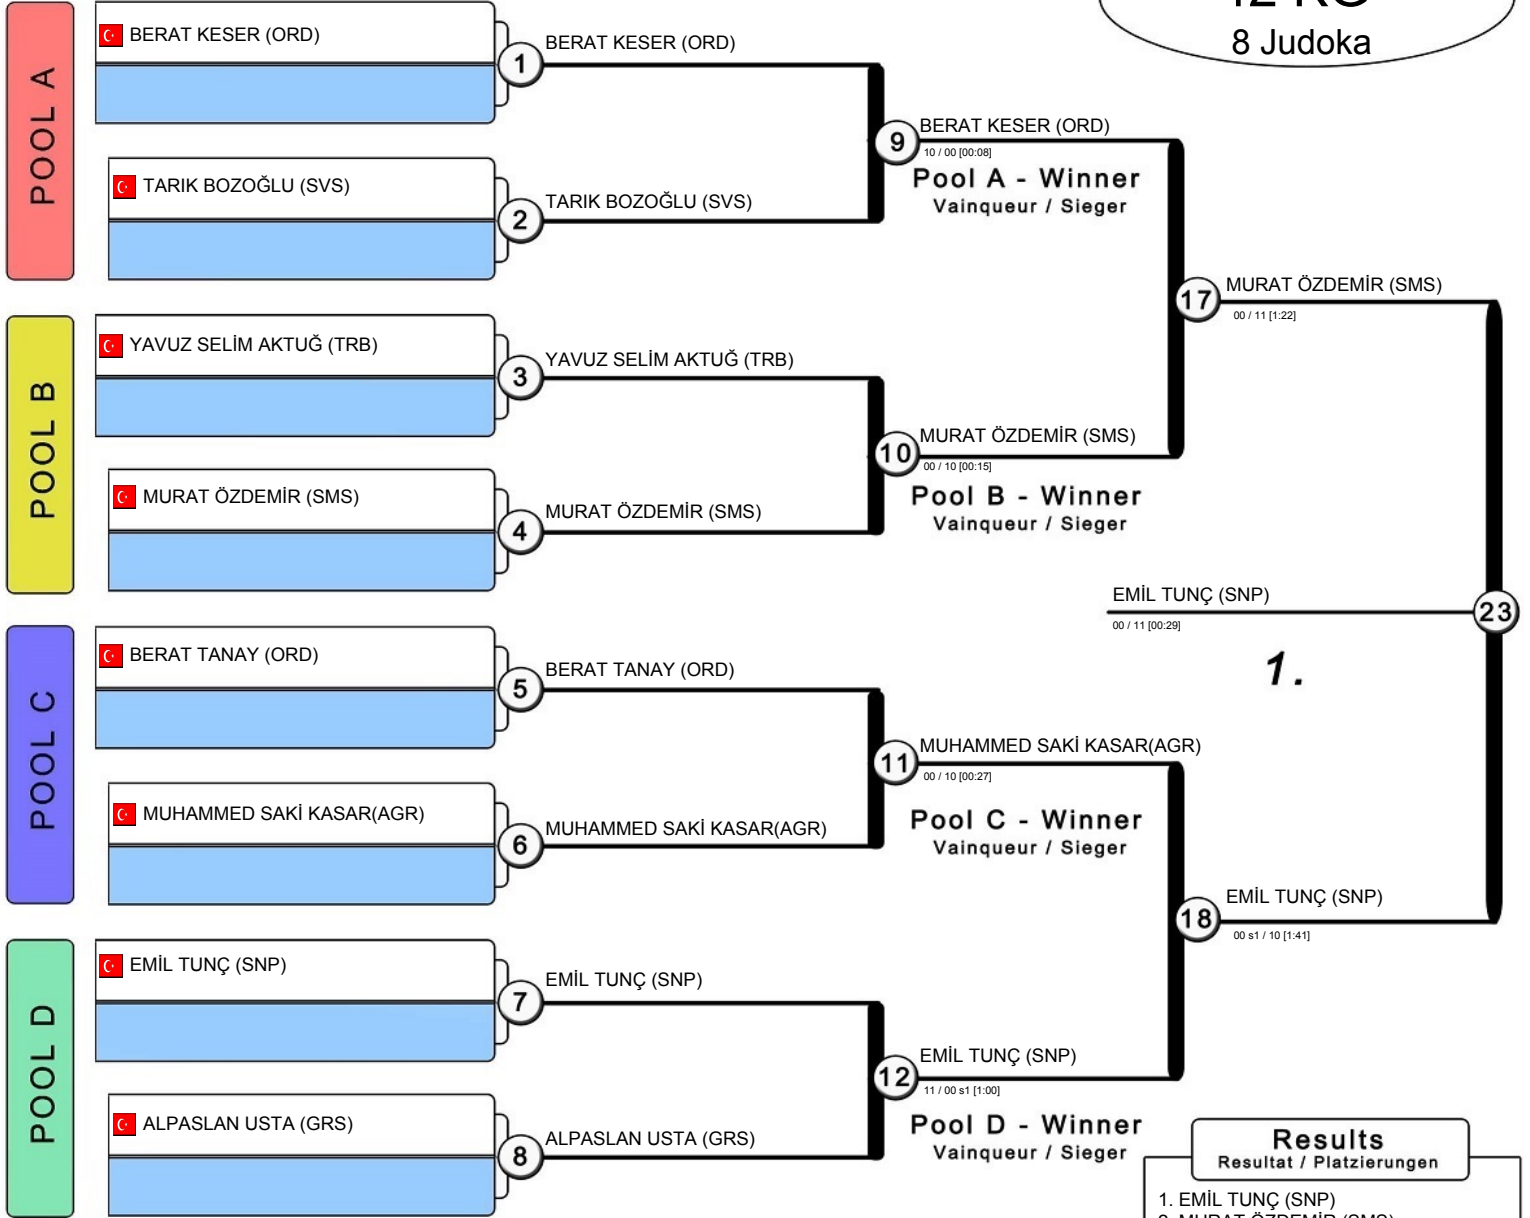 KG
8 Judoka
POOL A
BERAT KESER (ORD)
1
BERAT KESER (ORD)
TARIK BOZOĞLU (SVS)
2
TARIK BOZOĞLU (SVS)
9
BERAT KESER (ORD)
10 / 00 [00:08]
Pool A - Winner
Vainqueur / Sieger
POOL B
YAVUZ SELİM AKTUĞ (TRB)
3
YAVUZ SELİM AKTUĞ (TRB)
MURAT ÖZDEMİR (SMS)
4
MURAT ÖZDEMİR (SMS)
10
MURAT ÖZDEMİR (SMS)
00 / 10 [00:15]
Pool B - Winner
Vainqueur / Sieger
17
MURAT ÖZDEMİR (SMS)
00 / 11 [1:22]
EMİL TUNÇ (SNP)
23
00 / 11 [00:29]
1.
POOL C
BERAT TANAY (ORD)
5
BERAT TANAY (ORD)
MUHAMMED SAKİ KASAR(AGR)
6
MUHAMMED SAKİ KASAR(AGR)
11
MUHAMMED SAKİ KASAR(AGR)
00 / 10 [00:27]
Pool C - Winner
Vainqueur / Sieger
18
EMİL TUNÇ (SNP)
00 s1 / 10 [1:41]
POOL D
EMİL TUNÇ (SNP)
7
EMİL TUNÇ (SNP)
ALPASLAN USTA (GRS)
8
ALPASLAN USTA (GRS)
12
EMİL TUNÇ (SNP)
11 / 00 s1 [1:00]
Pool D - Winner
Vainqueur / Sieger
Results
Resultat / Platzierungen
1. EMİL TUNÇ (SNP)
2. MURAT ÖZDEMİR (SMS)